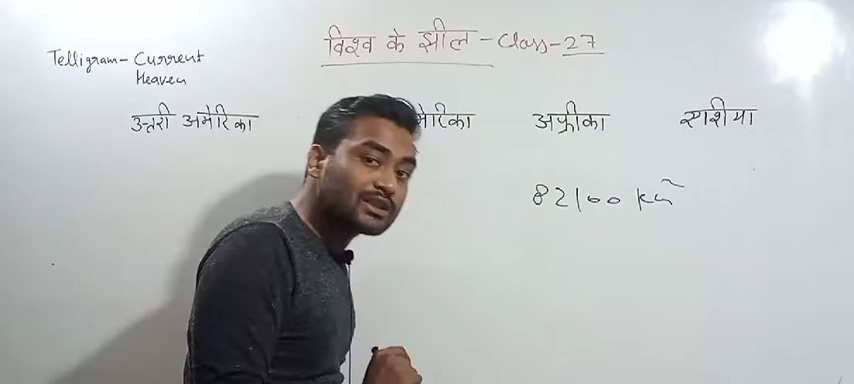 विश्व के झील - Class-27
Telligram - Current
Heaven
उत्तरी अमेरिका
मेरिका
अफ्रीका
एशीया
82100 km²